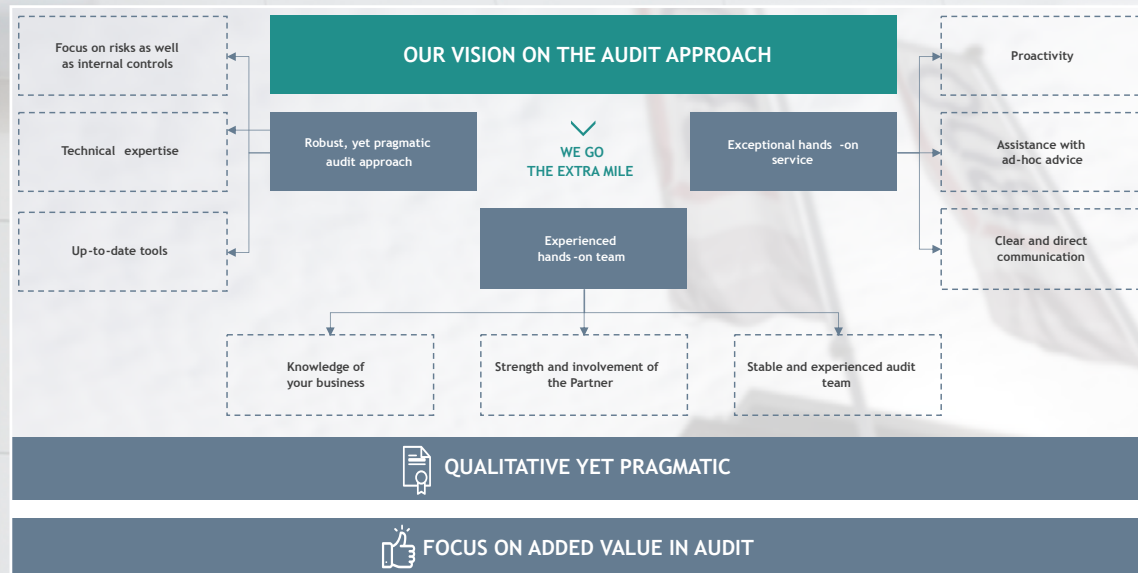 OUR VISION ON THE AUDIT APPROACH
Focus on risks as well
as internal controls
Technical expertise
Up-to-date tools
Robust, yet pragmatic
audit approach
WE GO
THE EXTRA MILE
Exceptional hands -on
service
Proactivity
Assistance with
ad-hoc advice
Clear and direct
communication
Experienced
hands-on team
Knowledge of
your business
Strength and involvement of
the Partner
Stable and experienced audit
team
QUALITATIVE YET PRAGMATIC
FOCUS ON ADDED VALUE IN AUDIT